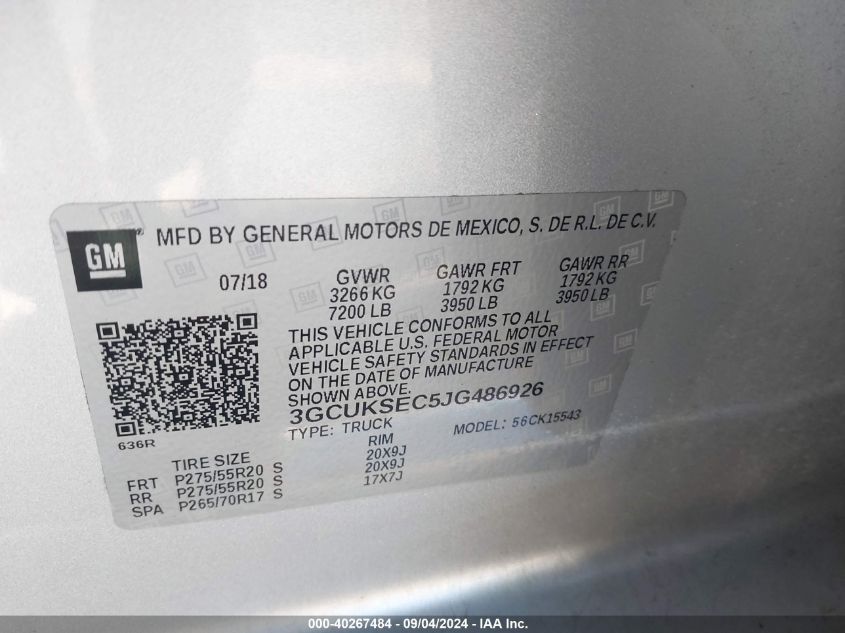 GM
MFD BY GENERAL MOTORS DE MEXICO, S. DE R.L. DE C.V.
07/18 GVWR GAWR FRT GAWR RR
3266 KG 1792 KG 1792 KG
7200 LB 3950 LB 3950 LB
THIS VEHICLE CONFORMS TO ALL
APPLICABLE U.S. FEDERAL MOTOR
VEHICLE SAFETY STANDARDS IN EFFECT
ON THE DATE OF MANUFACTURE
SHOWN ABOVE.
3GCUKSEC5JG486926
TYPE: TRUCK MODEL: 56CK15543
636R
TIRE SIZE RIM
FRT P275/55R20 S 20X9J
RR P275/55R20 S 20X9J
SPA P265/70R17 S 17X7J
000-40267484 - 09/04/2024 - IAA Inc.